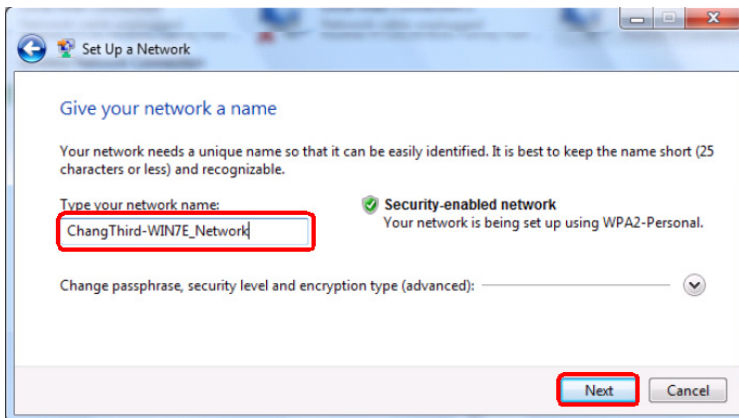 Set Up a Network
Give your network a name
Your network needs a unique name so that it can be easily identified. It is best to keep the name short (25
characters or less) and recognizable.
Type your network name:
Security-enabled network
Your network is being set up using WPA2-Personal.
ChangThird-WIN7E_Network
Change passphrase, security level and encryption type (advanced):
Next
Cancel